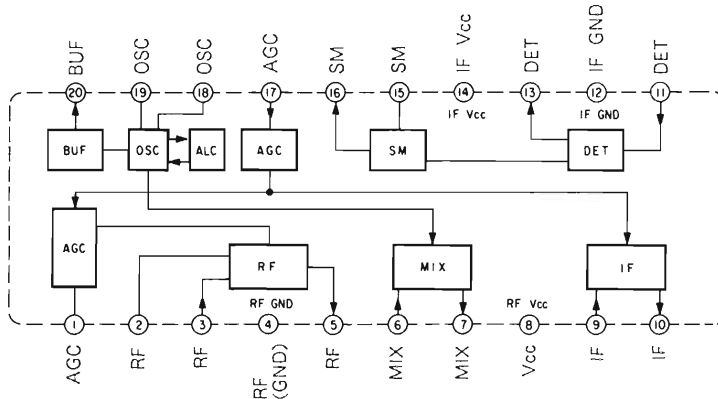 BUF OSC OSC AGC SM SM IF Vcc DET IF GND DET
20 19 18 17 16 15 14 13 12 11
IF Vcc IF GND
BUF OSC ALC AGC SM DET
AGC RF MIX IF
RF GND RF Vcc
1 2 3 4 5 6 7 8 9 10
AGC RF RF RF (GND) RF MIX MIX Vcc IF IF